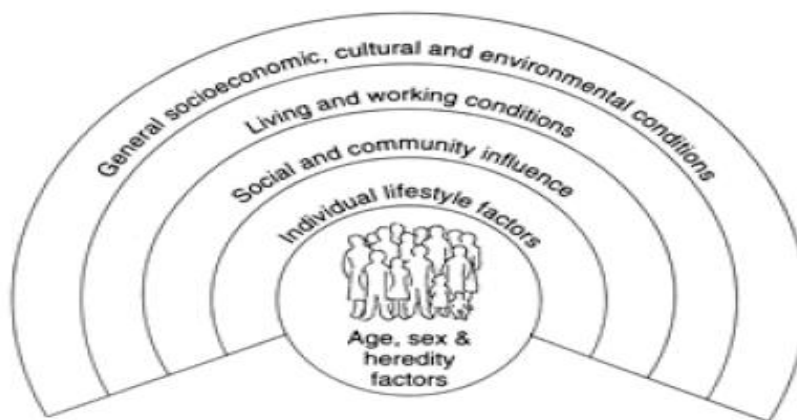 General socioeconomic, cultural and environmental conditions
Living and working conditions
Social and community influence
Individual lifestyle factors
Age, sex &
heredity
factors